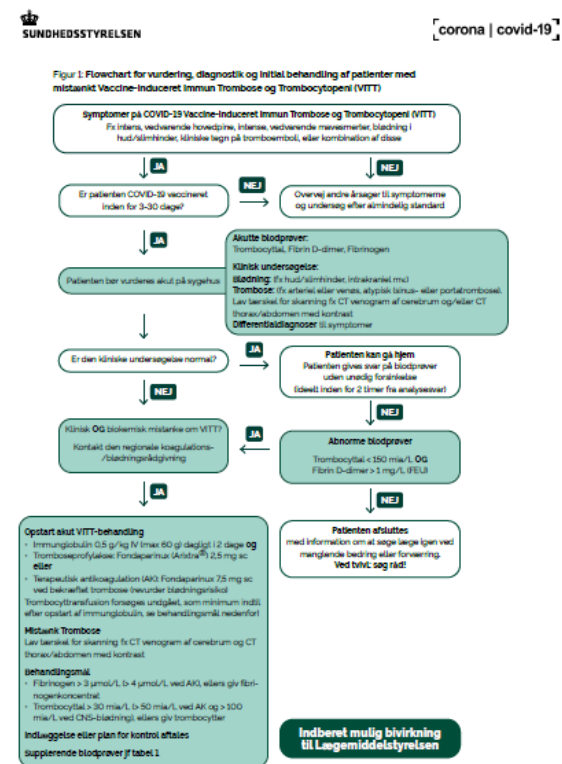 SUNDHEDSSTYRELSEN
corona | covid-19
Figur 1: Flowchart for vurdering, diagnostik og initial behandling af patienter med
mistænkt Vaccine-Induceret Immun Trombose og Trombocytopeni (VITT)
Symptomer på COVID-19 Vaccine-Induceret Immun Trombose og Trombocytopeni (VITT)
Fx intens, vedvarende hovedpine, intense, vedvarende mavesmerter, blødning i
hud/slimhinder, kliniske tegn på tromboemboli, eller kombination af disse
JA
NEJ
Er patienten COVID-19 vaccineret
inden for 3-30 dage?
NEJ
Overvej andre årsager til symptomerne
og undersøg efter almindelig standard
JA
Patienten bør vurderes akut på sygehus
Akutte blodprøver:
Trombocyttal, Fibrin D-dimer, Fibrinogen
Klinisk undersøgelse:
Blødning: (fx hud/slimhinder, intrakraniel mv.)
Trombose: (fx arteriel eller venøs, atypisk (sinus- eller portatrombose).
Lav tærskel for skanning fx CT venogram af cerebrum og/eller CT
thorax/abdomen med kontrast
Differentialdiagnoser til symptomer
Er den kliniske undersøgelse normal?
JA
Patienten kan gå hjem
Patienten gives svar på blodprøver
uden unødig forsinkelse
(ideelt inden for 2 timer fra analysesvar)
NEJ
NEJ
Klinisk OG biokemisk mistanke om VITT?
Kontakt den regionale koagulations-
/blødningsrådgivning
JA
Abnorme blodprøver
Trombocyttal < 150 mia/L OG
Fibrin D-dimer > 1 mg/L (FEU)
JA
NEJ
Opstart akut VITT-behandling
• Immunglobulin 0,5 g/kg IV (max 60 g) dagligt i 2 dage og
• Tromboseprofylakse: Fondaparinux (Arixtra®) 2,5 mg sc
eller
• Terapeutisk antikoagulation (AK): Fondaparinux 7,5 mg sc
ved bekræftet trombose (revurder blødningsrisiko)
Trombocyttransfusion forsøges undgået, som minimum indtil
efter opstart af immunglobulin, se behandlingsmål nedenfor!
Mistænk Trombose
Lav tærskel for skanning fx CT venogram af cerebrum og CT
thorax/abdomen med kontrast
Behandlingsmål
• Fibrinogen > 3 µmol/L (> 4 µmol/L ved AK), ellers giv fibri-
nogenkoncentrat
• Trombocyttal > 30 mia/L (> 50 mia/L ved AK og > 100
mia/L ved CNS-blødning), ellers giv trombocytter
Indlæggelse eller plan for kontrol aftales
Supplerende blodprøver jf tabel 1
Patienten afsluttes
med information om at søge læge igen ved
manglende bedring eller forværring.
Ved tvivl: søg råd!
Indberet mulig bivirkning
til Lægemiddelstyrelsen